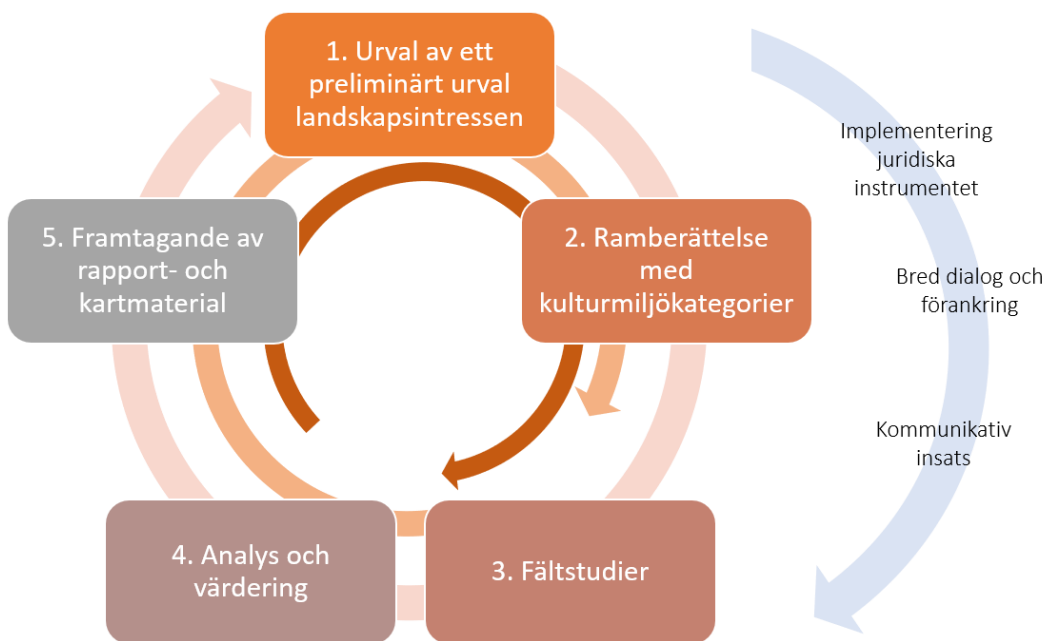 1. Urval av ett
preliminärt urval
landskapsintressen
2. Ramberättelse
med
kulturmiljökategorier
3. Fältstudier
4. Analys och
värdering
5. Framtagande av
rapport- och
kartmaterial
Implementering
juridiska
instrumentet
Bred dialog och
förankring
Kommunikativ
insats